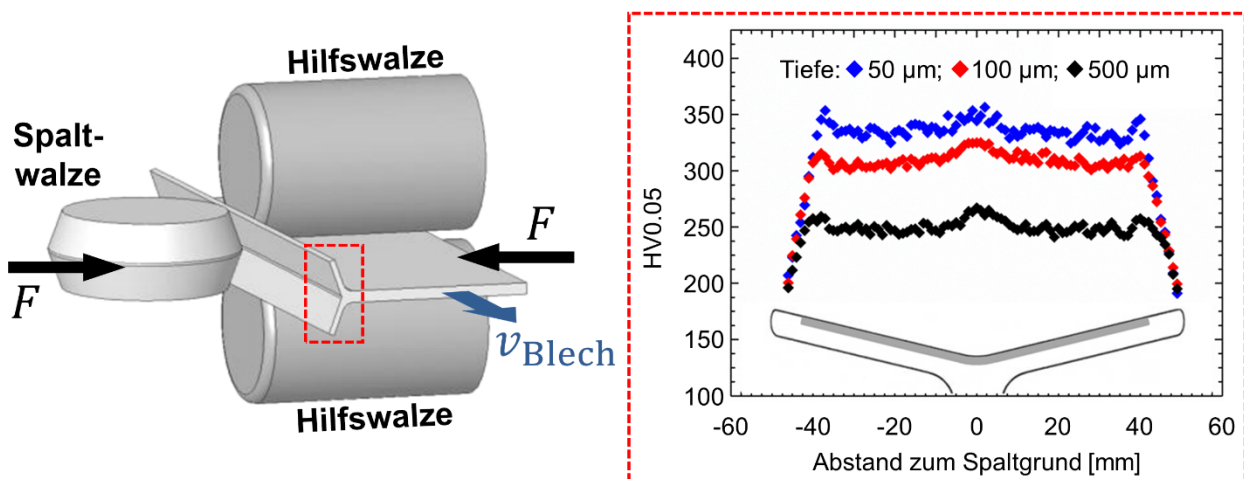 Hilfswalze
Spalt-
walze
F
F
v_Blech
Hilfswalze
400
350
300
250
200
150
100
HV0.05
Tiefe: ◆ 50 µm; ◆ 100 µm; ◆ 500 µm
-60 -40 -20 0 20 40 60
Abstand zum Spaltgrund [mm]